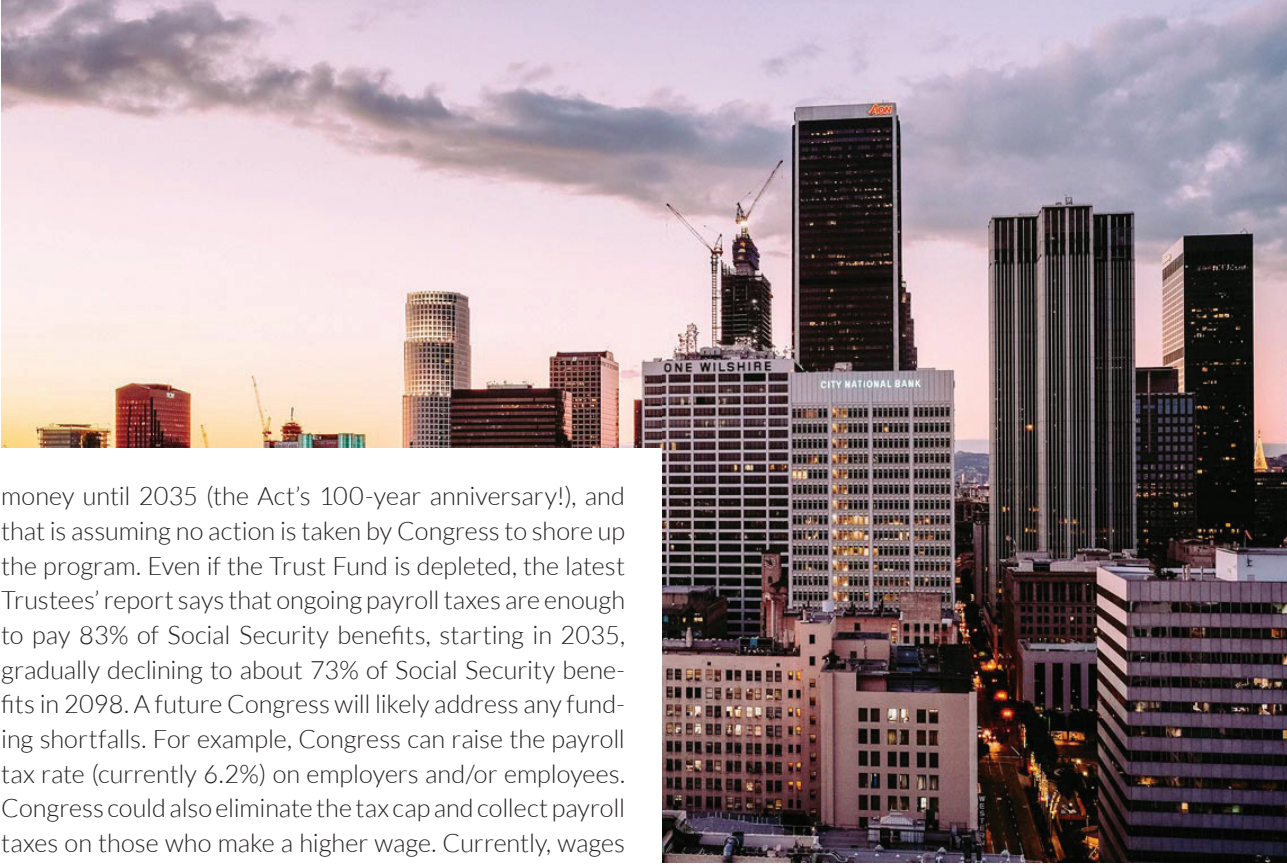 AON
ONE WILSHIRE
CITY NATIONAL BANK
money until 2035 (the Act’s 100-year anniversary!), and
that is assuming no action is taken by Congress to shore up
the program. Even if the Trust Fund is depleted, the latest
Trustees’ report says that ongoing payroll taxes are enough
to pay 83% of Social Security benefits, starting in 2035,
gradually declining to about 73% of Social Security bene-
fits in 2098. A future Congress will likely address any fund-
ing shortfalls. For example, Congress can raise the payroll
tax rate (currently 6.2%) on employers and/or employees.
Congress could also eliminate the tax cap and collect payroll
taxes on those who make a higher wage. Currently, wages